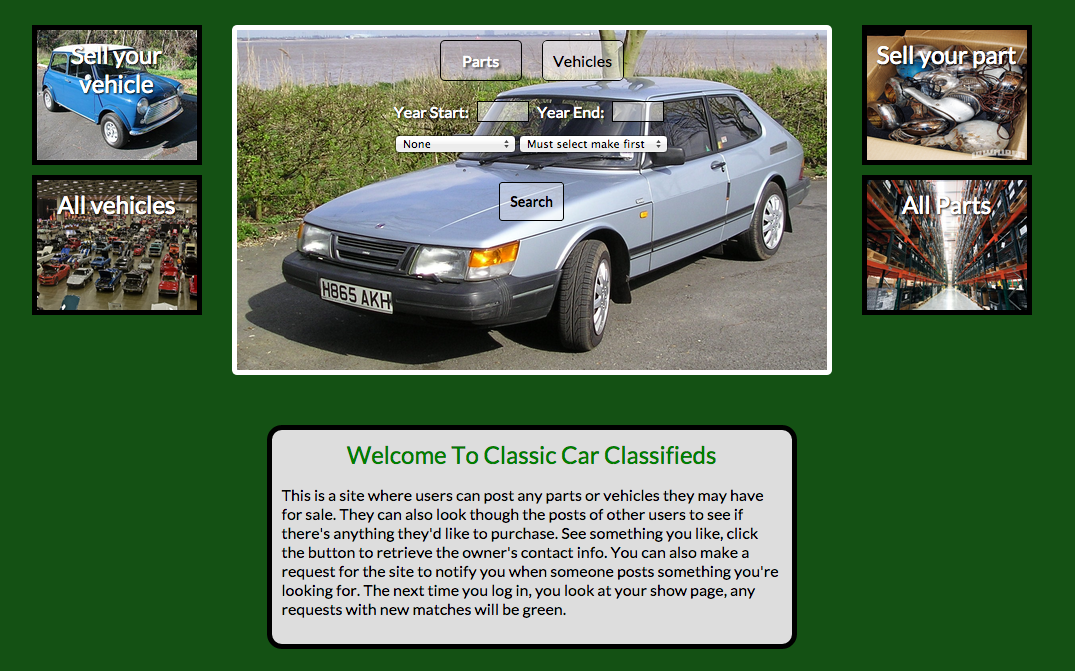 Sell your
vehicle
All vehicles
Parts
Vehicles
Year Start:
Year End:
None
Must select make first
Search
H865 AKH
Sell your part
All Parts
Welcome To Classic Car Classifieds
This is a site where users can post any parts or vehicles they may have
for sale. They can also look though the posts of other users to see if
there's anything they'd like to purchase. See something you like, click
the button to retrieve the owner's contact info. You can also make a
request for the site to notify you when someone posts something you're
looking for. The next time you log in, you look at your show page, any
requests with new matches will be green.